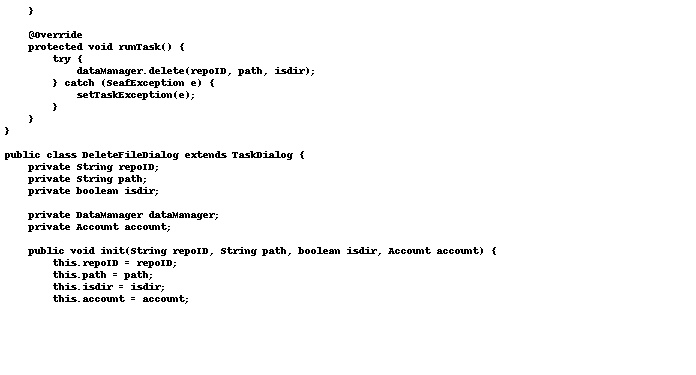 }

    @Override
    protected void runTask() {
        try {
            dataManager.delete(repoID, path, isdir);
        } catch (SeafException e) {
            setTaskException(e);
        }
    }
}

public class DeleteFileDialog extends TaskDialog {
    private String repoID;
    private String path;
    private boolean isdir;

    private DataManager dataManager;
    private Account account;

    public void init(String repoID, String path, boolean isdir, Account account) {
        this.repoID = repoID;
        this.path = path;
        this.isdir = isdir;
        this.account = account;